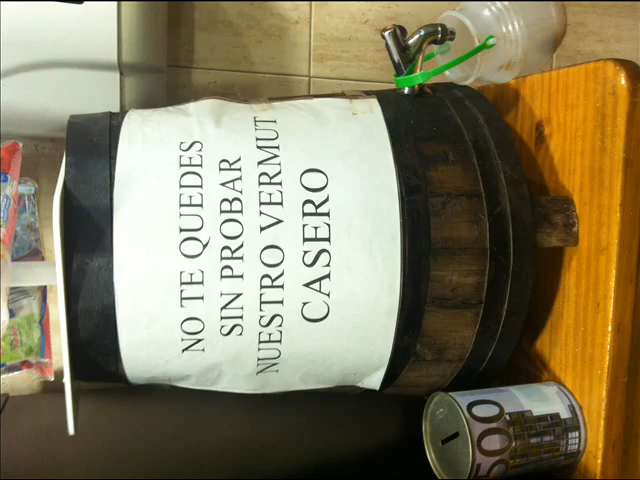 NO TE QUEDES
SIN PROBAR
NUESTRO VERMUT
CASERO
500